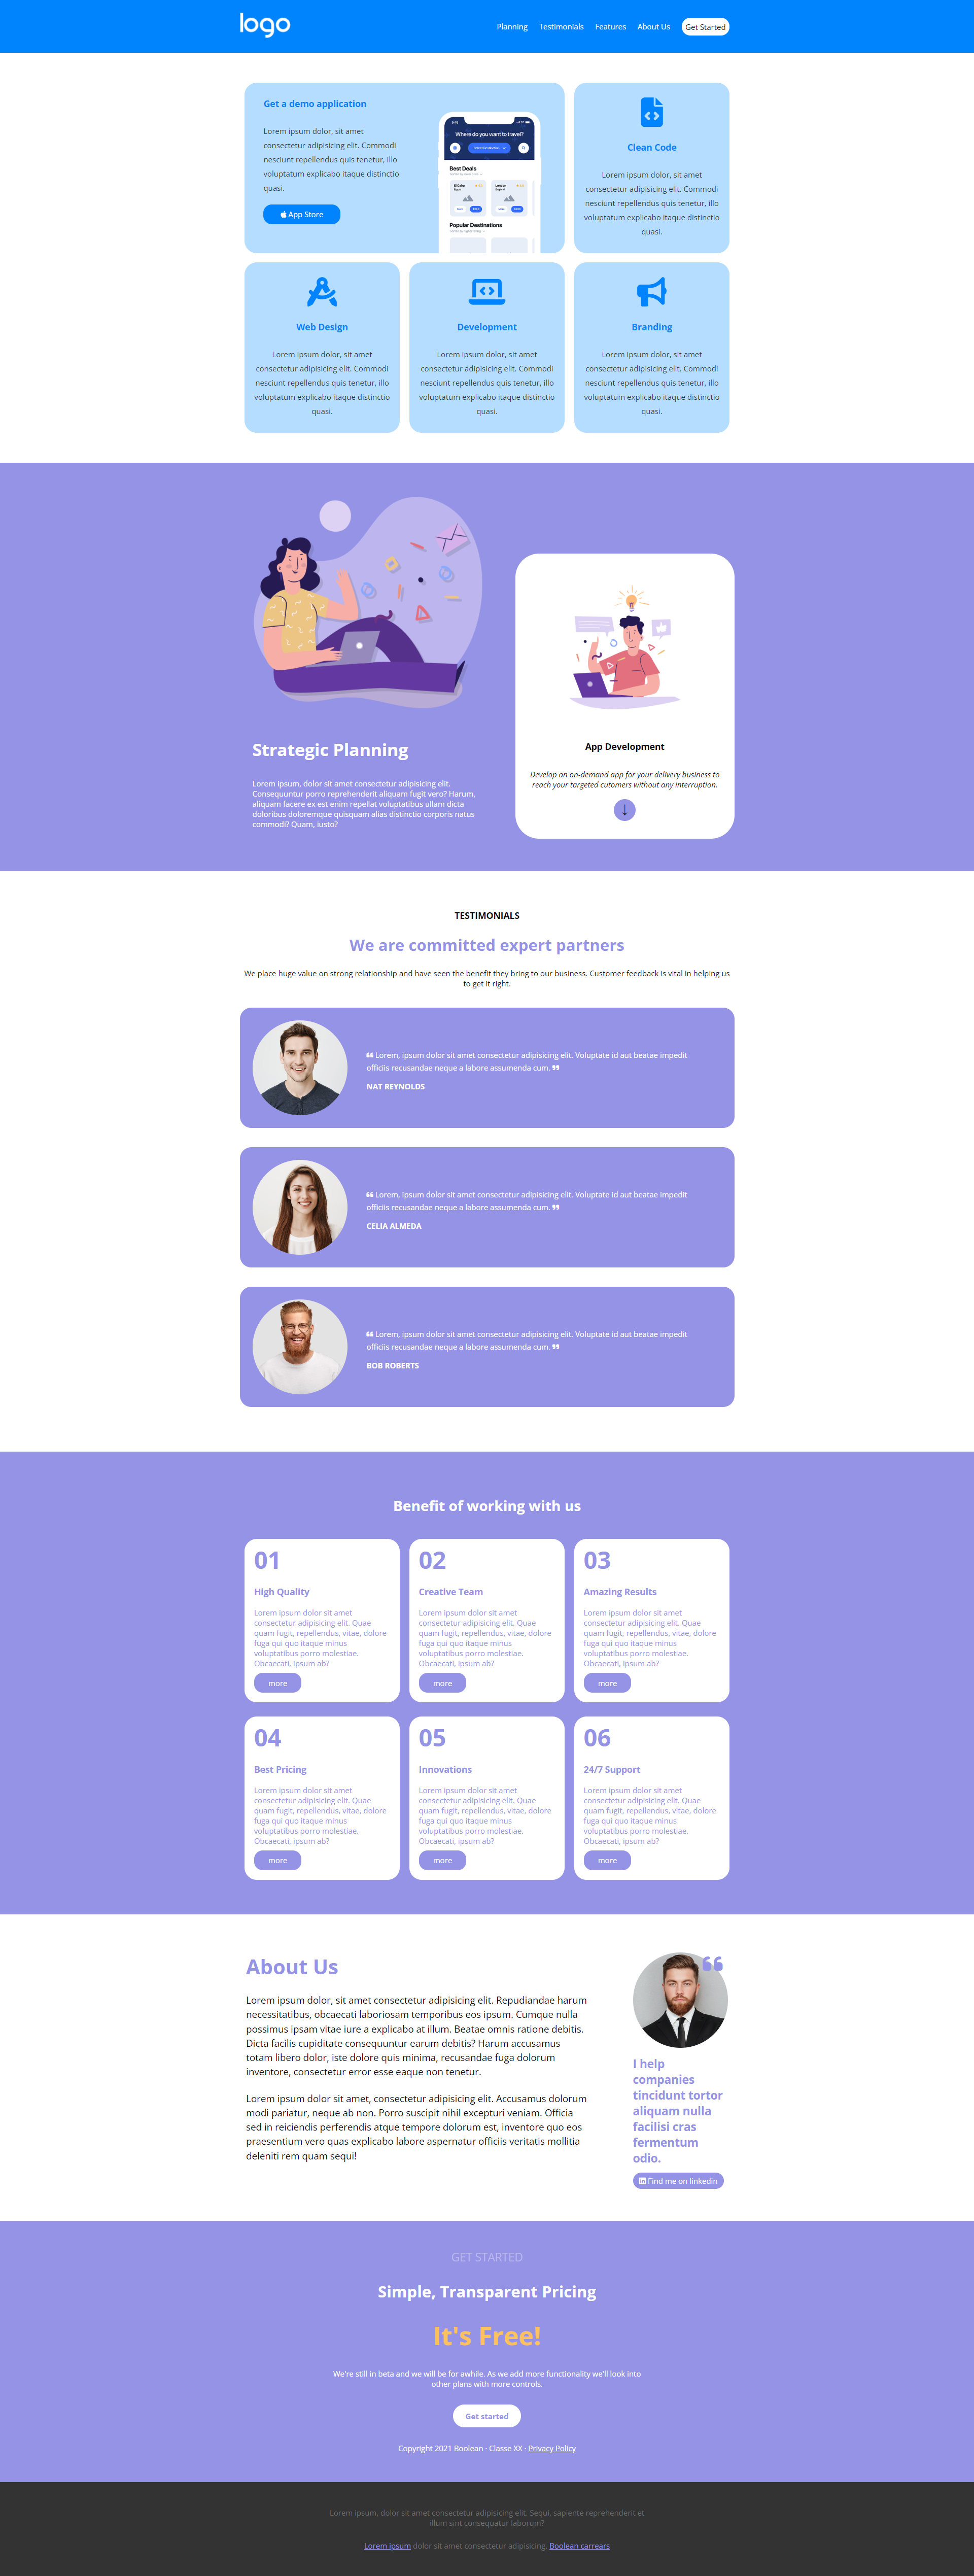 logo
Planning Testimonials Features About Us Get Started
Get a demo application
Lorem ipsum dolor, sit amet
consectetur adipisicing elit. Commodi
nesciunt repellendus quis tenetur, illo
voluptatum explicabo itaque distinctio
quasi.
App Store
Where do you want to travel?
Select Destination
Best Deals
El Cairo
London
Popular Destinations
Clean Code
Lorem ipsum dolor, sit amet
consectetur adipisicing elit. Commodi
nesciunt repellendus quis tenetur, illo
voluptatum explicabo itaque distinctio
quasi.
Web Design
Lorem ipsum dolor, sit amet
consectetur adipisicing elit. Commodi
nesciunt repellendus quis tenetur, illo
voluptatum explicabo itaque distinctio
quasi.
Development
Lorem ipsum dolor, sit amet
consectetur adipisicing elit. Commodi
nesciunt repellendus quis tenetur, illo
voluptatum explicabo itaque distinctio
quasi.
Branding
Lorem ipsum dolor, sit amet
consectetur adipisicing elit. Commodi
nesciunt repellendus quis tenetur, illo
voluptatum explicabo itaque distinctio
quasi.
Strategic Planning
Lorem ipsum, dolor sit amet consectetur adipisicing elit.
Consequuntur porro reprehenderit aliquam fugit vero? Harum,
aliquam facere ex est enim repellat voluptatibus ullam dicta
doloribus doloremque quisquam alias distinctio corporis natus
commodi? Quam, iusto?
App Development
Develop an on-demand app for your delivery business to
reach your targeted cutomers without any interruption.
TESTIMONIALS
We are committed expert partners
We place huge value on strong relationship and have seen the benefit they bring to our business. Customer feedback is vital in helping us
to get it right.
❝ Lorem, ipsum dolor sit amet consectetur adipisicing elit. Voluptate id aut beatae impedit
officiis recusandae neque a labore assumenda cum. ❞
NAT REYNOLDS
❝ Lorem, ipsum dolor sit amet consectetur adipisicing elit. Voluptate id aut beatae impedit
officiis recusandae neque a labore assumenda cum. ❞
CELIA ALMEDA
❝ Lorem, ipsum dolor sit amet consectetur adipisicing elit. Voluptate id aut beatae impedit
officiis recusandae neque a labore assumenda cum. ❞
BOB ROBERTS
Benefit of working with us
01
High Quality
Lorem ipsum dolor sit amet
consectetur adipisicing elit. Quae
quam fugit, repellendus, vitae, dolore
fuga qui quo itaque minus
voluptatibus porro molestiae.
Obcaecati, ipsum ab?
more
02
Creative Team
Lorem ipsum dolor sit amet
consectetur adipisicing elit. Quae
quam fugit, repellendus, vitae, dolore
fuga qui quo itaque minus
voluptatibus porro molestiae.
Obcaecati, ipsum ab?
more
03
Amazing Results
Lorem ipsum dolor sit amet
consectetur adipisicing elit. Quae
quam fugit, repellendus, vitae, dolore
fuga qui quo itaque minus
voluptatibus porro molestiae.
Obcaecati, ipsum ab?
more
04
Best Pricing
Lorem ipsum dolor sit amet
consectetur adipisicing elit. Quae
quam fugit, repellendus, vitae, dolore
fuga qui quo itaque minus
voluptatibus porro molestiae.
Obcaecati, ipsum ab?
more
05
Innovations
Lorem ipsum dolor sit amet
consectetur adipisicing elit. Quae
quam fugit, repellendus, vitae, dolore
fuga qui quo itaque minus
voluptatibus porro molestiae.
Obcaecati, ipsum ab?
more
06
24/7 Support
Lorem ipsum dolor sit amet
consectetur adipisicing elit. Quae
quam fugit, repellendus, vitae, dolore
fuga qui quo itaque minus
voluptatibus porro molestiae.
Obcaecati, ipsum ab?
more
About Us
Lorem ipsum dolor, sit amet consectetur adipisicing elit. Repudiandae harum
necessitatibus, obcaecati laboriosam temporibus eos ipsum. Cumque nulla
possimus ipsam vitae iure a explicabo at illum. Beatae omnis ratione debitis.
Dicta facilis cupiditate consequuntur earum debitis? Harum accusamus
totam libero dolor, iste dolore quis minima, recusandae fuga dolorum
inventore, consectetur error esse eaque non tenetur.
Lorem ipsum dolor sit amet, consectetur adipisicing elit. Accusamus dolorum
modi pariatur, neque ab non. Porro suscipit nihil excepturi veniam. Officia
sed in reiciendis perferendis atque tempore dolorum est, inventore quo eos
praesentium vero quas explicabo labore aspernatur officiis veritatis mollitia
deleniti rem quam sequi!
❝
I help
companies
tincidunt tortor
aliquam nulla
facilisi cras
fermentum
odio.
Find me on linkedin
GET STARTED
Simple, Transparent Pricing
It's Free!
We're still in beta and we will be for awhile. As we add more functionality we'll look into
other plans with more controls.
Get started
Copyright 2021 Boolean - Classe XX - Privacy Policy
Lorem ipsum, dolor sit amet consectetur adipisicing elit. Sequi, sapiente reprehenderit et
illum sint consequatur laborum?
Lorem ipsum dolor sit amet consectetur adipisicing. Boolean carrears